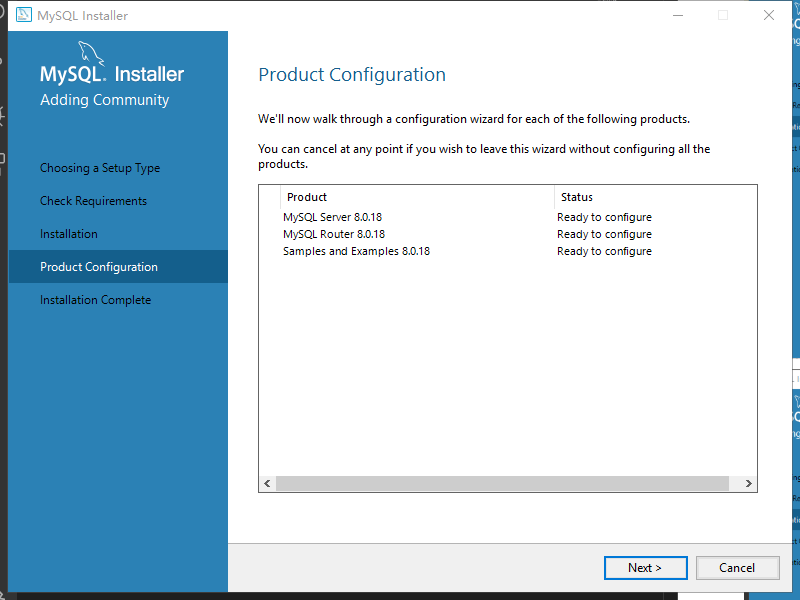 MySQL Installer
MySQL. Installer
Adding Community
Choosing a Setup Type
Check Requirements
Installation
Product Configuration
Installation Complete
Product Configuration
We'll now walk through a configuration wizard for each of the following products.
You can cancel at any point if you wish to leave this wizard without configuring all the
products.
Product Status
MySQL Server 8.0.18 Ready to configure
MySQL Router 8.0.18 Ready to configure
Samples and Examples 8.0.18 Ready to configure
Next > Cancel